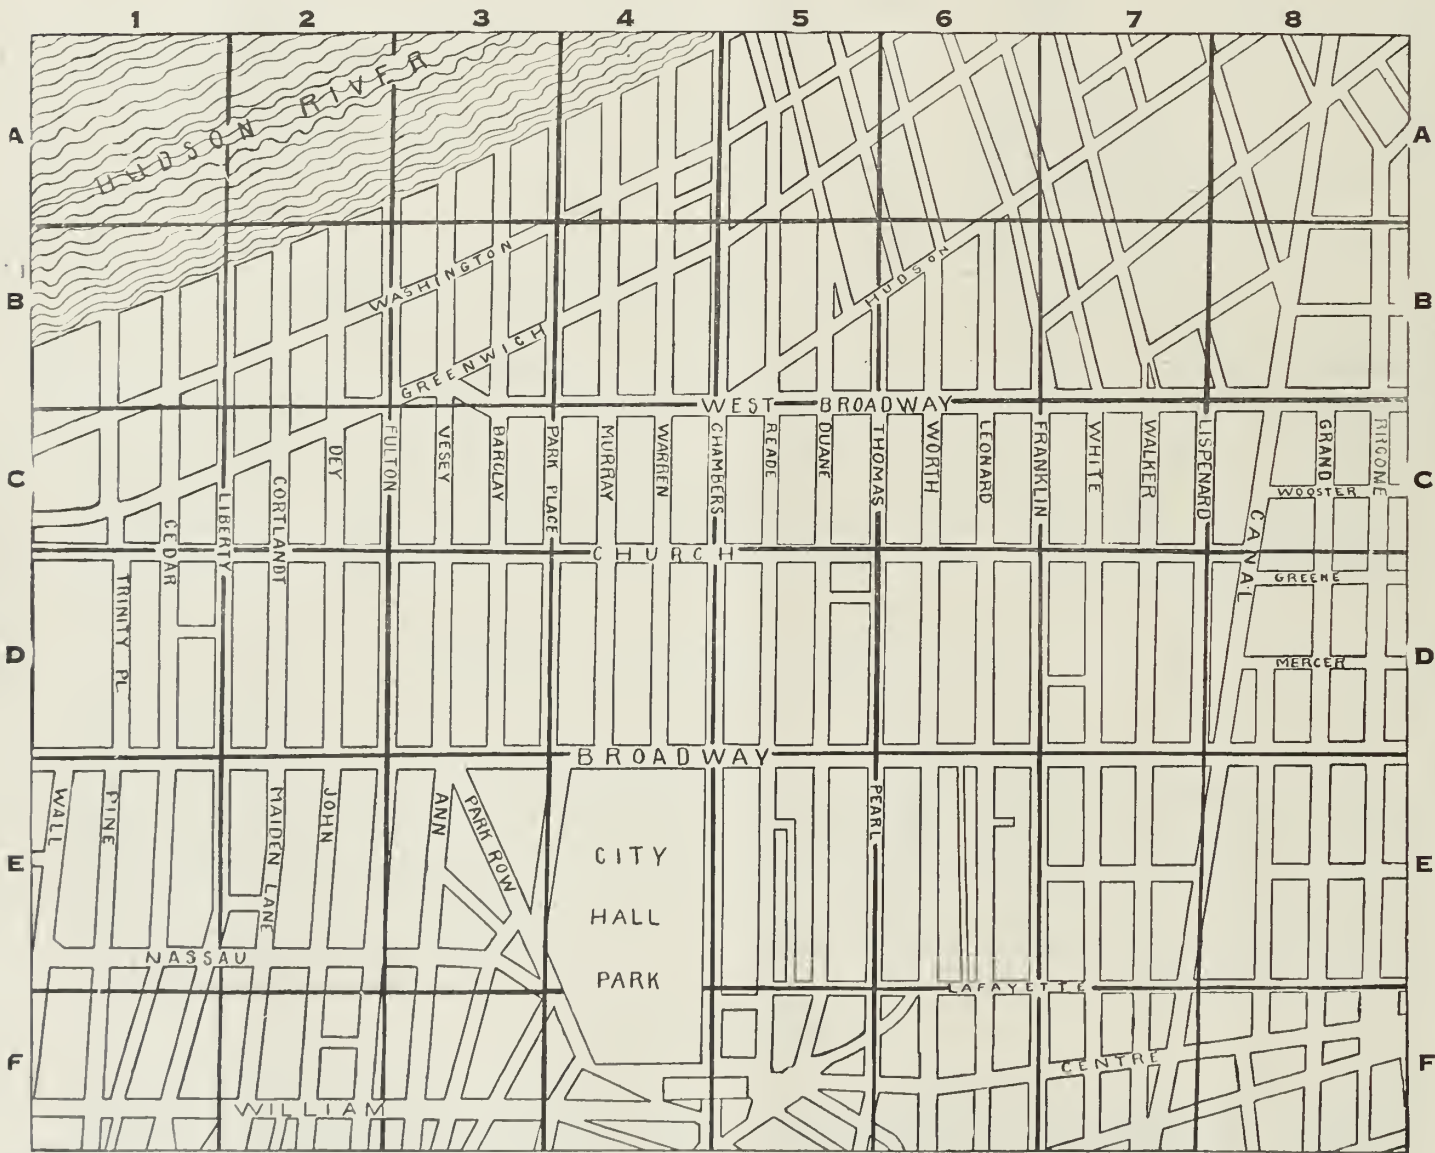 1 2 3 4 5 6 7 8
HUDSON RIVER
A A
B B
WASHINGTON
HUDSON
GREENWICH
WEST BROADWAY
DEY
FULTON
VESEY
BARCLAY
PARK PLACE
MURRAY
WARREN
CHAMBERS
READE
DUANE
THOMAS
WORTH
LEONARD
FRANKLIN
WHITE
WALKER
LISPENARD
GRAND
BROOME
C C
WOOSTER
CEDAR
LIBERTY
CORTLANDT
CANAL
CHURCH
TRINITY PL
GREENE
D D
MERCER
BROADWAY
WALL
PINE
MAIDEN LANE
JOHN
ANN
PARK ROW
PEARL
E E
CITY
HALL
PARK
NASSAU
LAFAYETTE
F F
CENTRE
WILLIAM